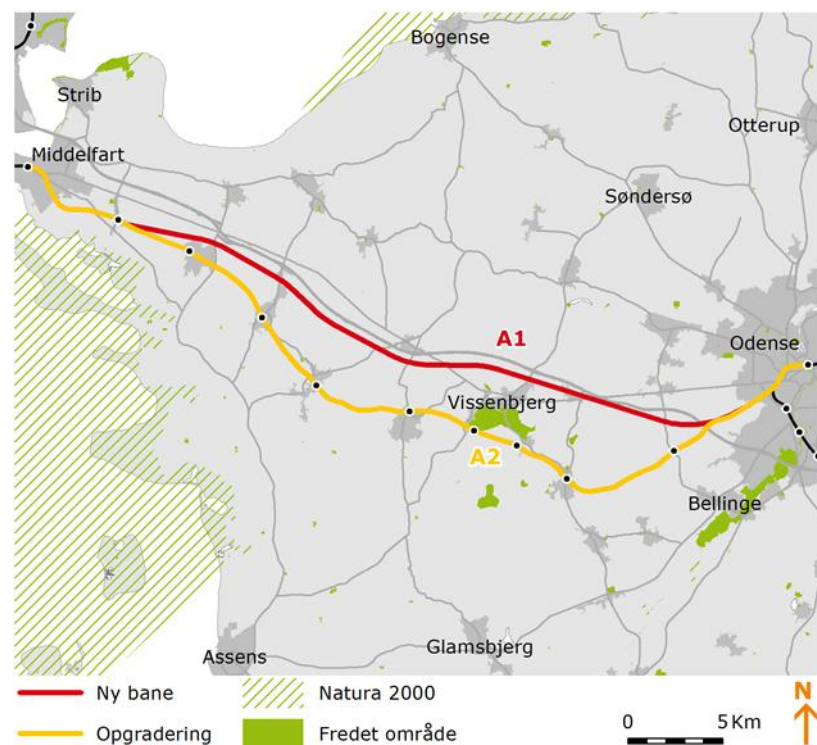 Bogense
Strib
Otterup
Middelfart
Søndersø
A1
Odense
Vissenbjerg
A2
Bellinge
Glamsbjerg
Assens
Ny bane
Natura 2000
N
Opgradering
Fredet område
0 5 Km